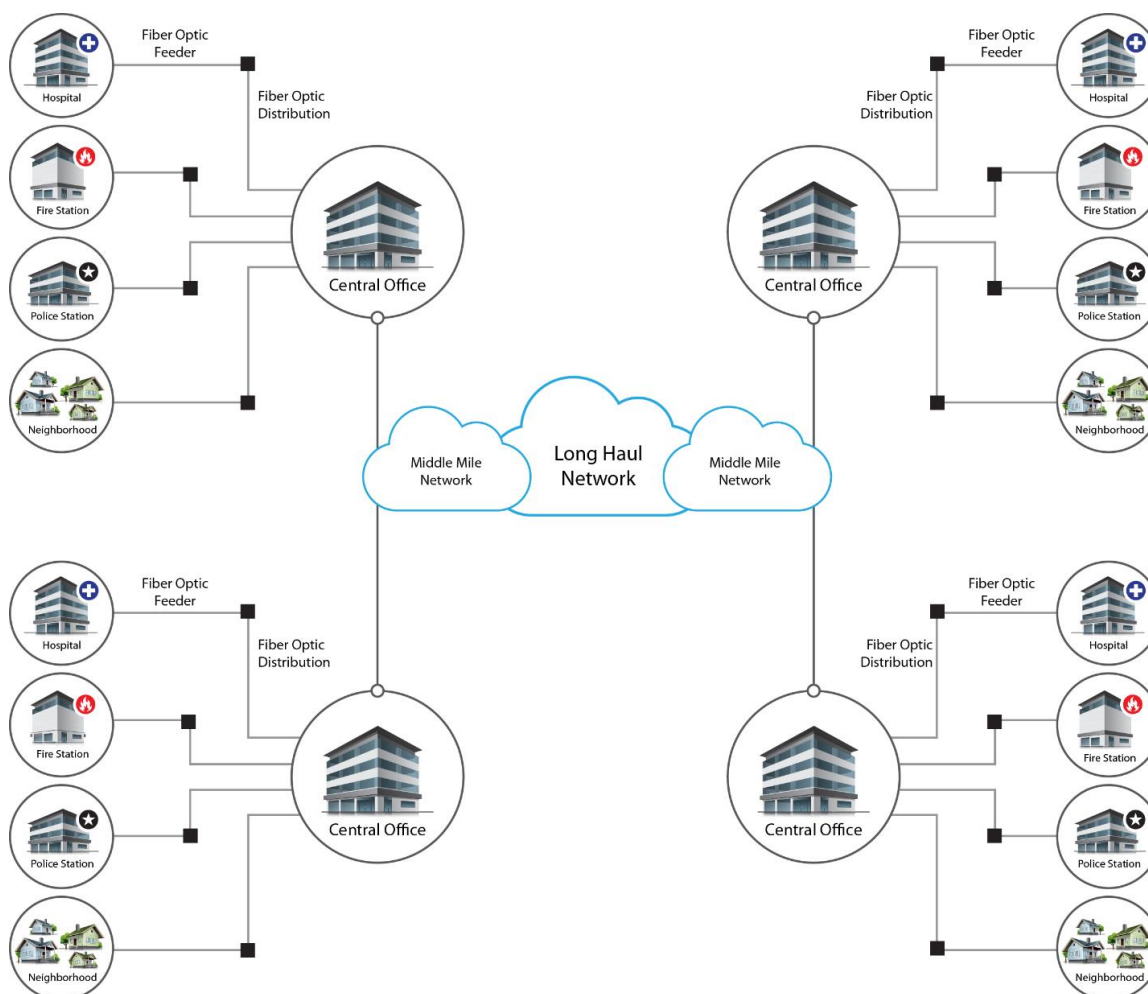 Fiber Optic
Feeder
Hospital
Fiber Optic
Distribution
Fire Station
Police Station
Neighborhood
Central Office
Fiber Optic
Feeder
Hospital
Fiber Optic
Distribution
Fire Station
Police Station
Neighborhood
Central Office
Middle Mile
Network
Long Haul
Network
Middle Mile
Network
Fiber Optic
Feeder
Hospital
Fiber Optic
Distribution
Fire Station
Police Station
Neighborhood
Central Office
Fiber Optic
Feeder
Hospital
Fiber Optic
Distribution
Fire Station
Police Station
Neighborhood
Central Office